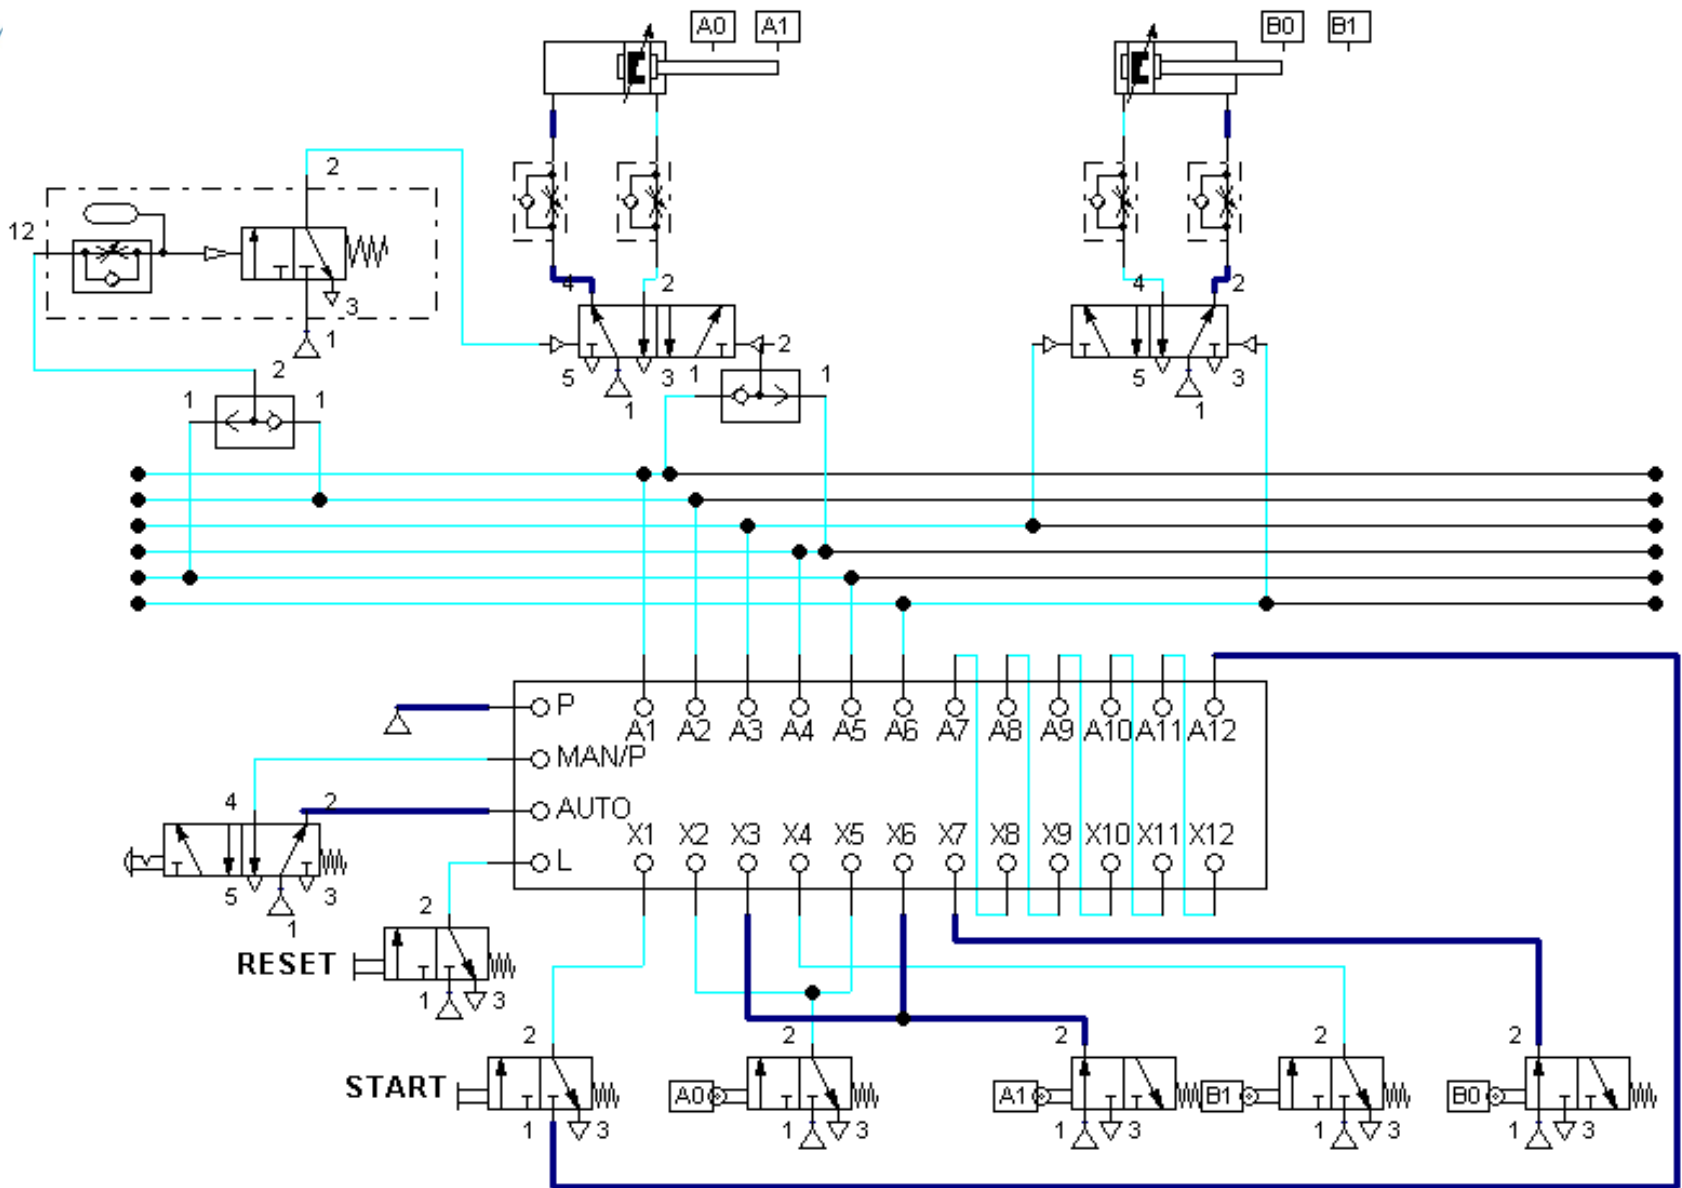 A0 A1 B0 B1
2
12
3
1
4 2
5 3
1
2
1 1
4 2
5 3
1
2
1 1
P
MAN/P
AUTO
L
A1 A2 A3 A4 A5 A6 A7 A8 A9 A10 A11 A12
X1 X2 X3 X4 X5 X6 X7 X8 X9 X10 X11 X12
4 2
5 3
1
2
RESET
1 3
2 2 2 2 2
START A0 A1 B1 B0
1 3 1 3 1 3 1 3 1 3